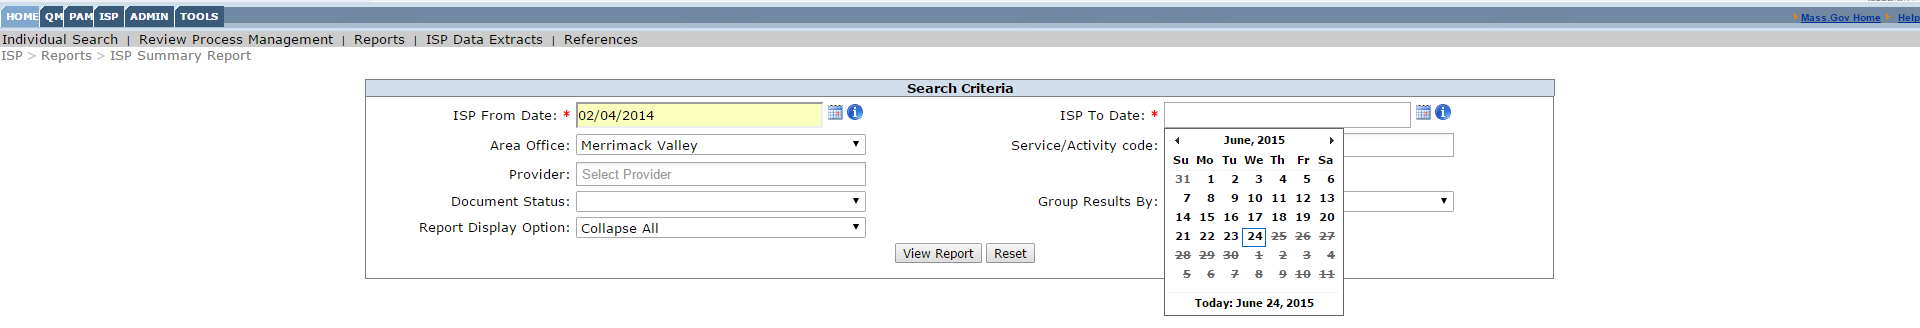 HOME QM PAM ISP ADMIN TOOLS
Mass.Gov Home Help
Individual Search | Review Process Management | Reports | ISP Data Extracts | References
ISP > Reports > ISP Summary Report
Search Criteria
ISP From Date: * 02/04/2014
ISP To Date: *
Area Office: Merrimack Valley
Service/Activity code:
Provider: Select Provider
Document Status:
Group Results By:
Report Display Option: Collapse All
View Report Reset
June, 2015
Su Mo Tu We Th Fr Sa
31 1 2 3 4 5 6
7 8 9 10 11 12 13
14 15 16 17 18 19 20
21 22 23 24 25 26 27
28 29 30 1 2 3 4
5 6 7 8 9 10 11
Today: June 24, 2015